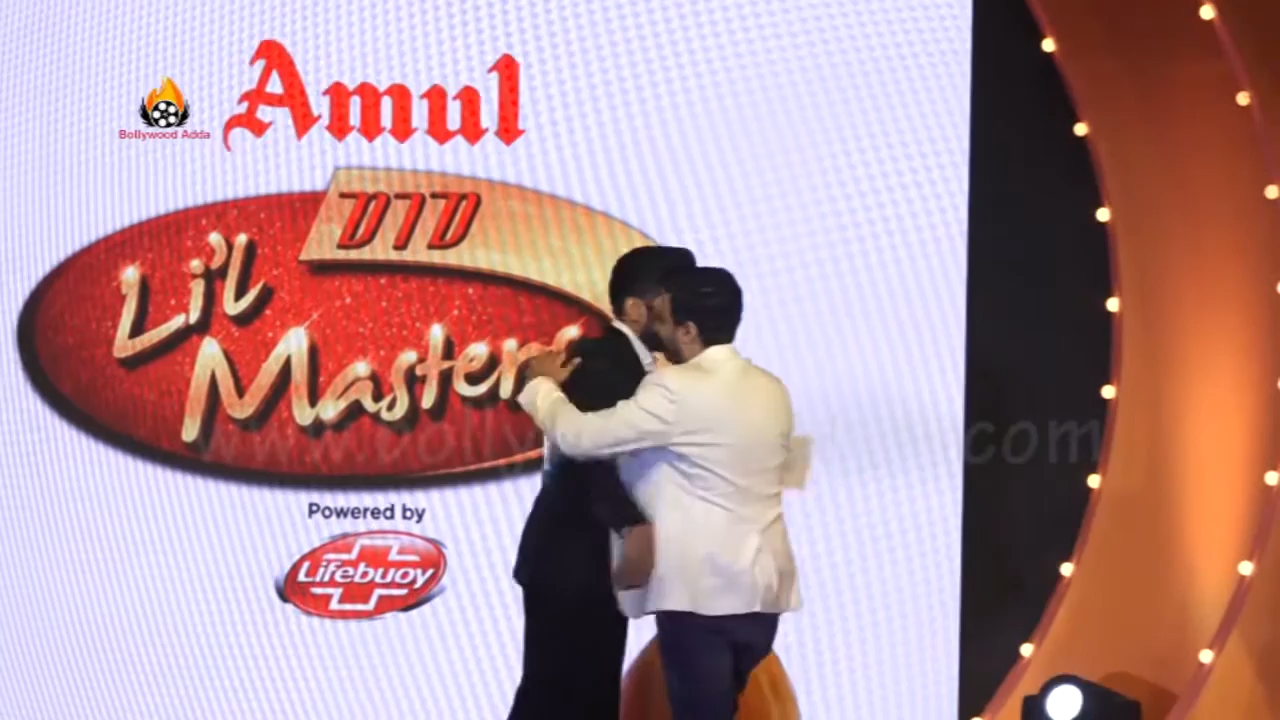 Amul
Bollywood Adda
DID
Li'l
Masters
Powered by
Lifebuoy